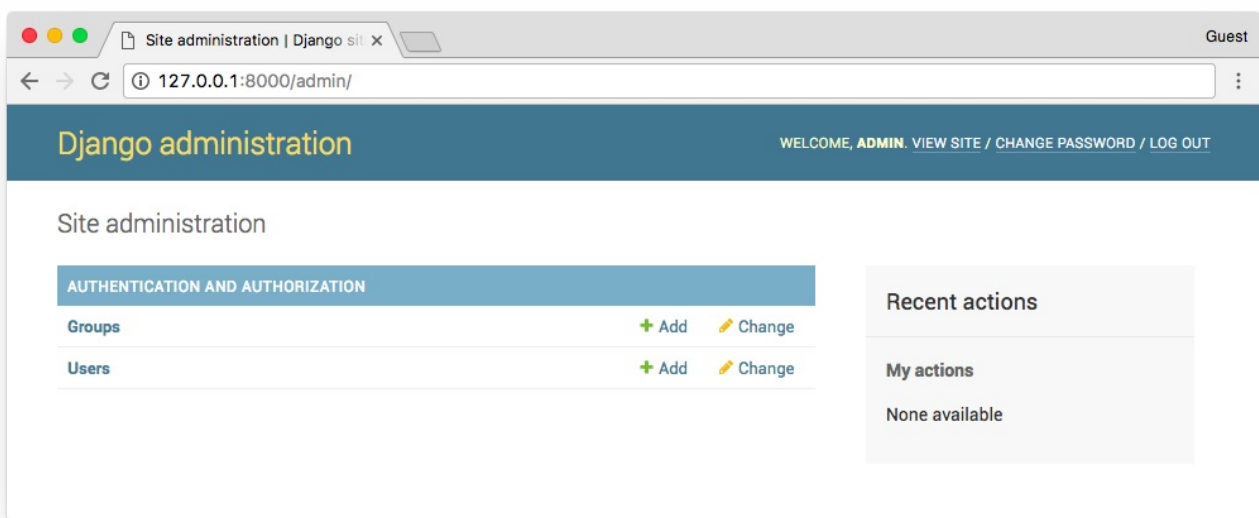 Site administration | Django sit
Guest
127.0.0.1:8000/admin/
Django administration
WELCOME, ADMIN. VIEW SITE / CHANGE PASSWORD / LOG OUT
Site administration
AUTHENTICATION AND AUTHORIZATION
Groups Add Change
Users Add Change
Recent actions
My actions
None available